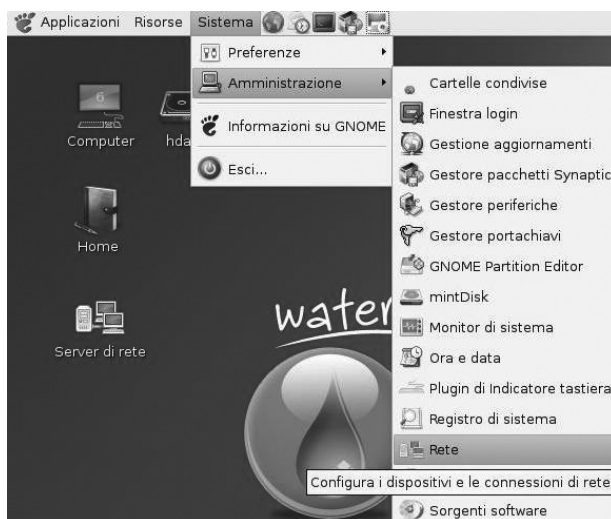 Applicazioni Risorse Sistema
Preferenze
Amministrazione
Informazioni su GNOME
Esci...
Cartelle condivise
Finestra login
Gestione aggiornamenti
Gestore pacchetti Synaptic
Gestore periferiche
Gestore portachiavi
GNOME Partition Editor
mintDisk
Monitor di sistema
Ora e data
Plugin di Indicatore tastiera
Registro di sistema
Rete
Configura i dispositivi e le connessioni di rete
Sorgenti software
6
Computer
hda
Home
Server di rete
water